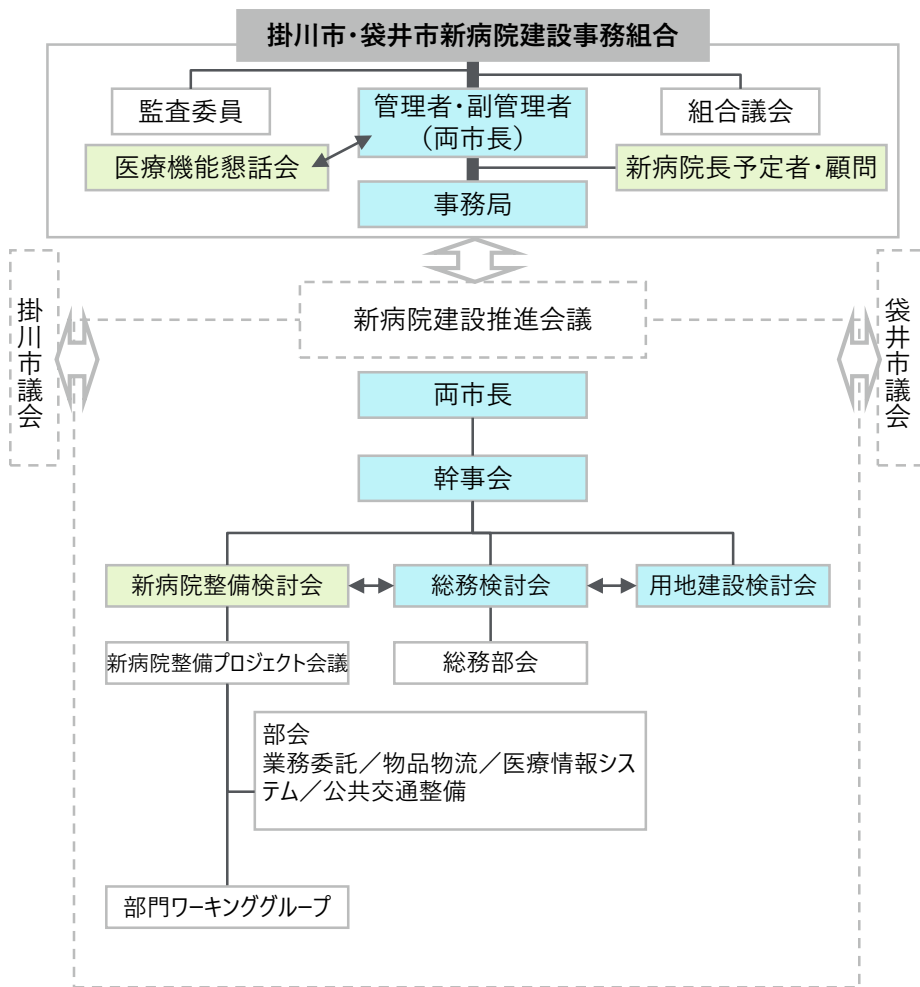 掛川市・袋井市新病院建設事務組合
監査委員
管理者・副管理者
（両市長）
組合議会
医療機能懇話会
新病院長予定者・顧問
事務局
掛川市議会
新病院建設推進会議
袋井市議会
両市長
幹事会
新病院整備検討会
総務検討会
用地建設検討会
新病院整備プロジェクト会議
総務部会
部会
業務委託／物品物流／医療情報シス
テム／公共交通整備
部門ワーキンググループ